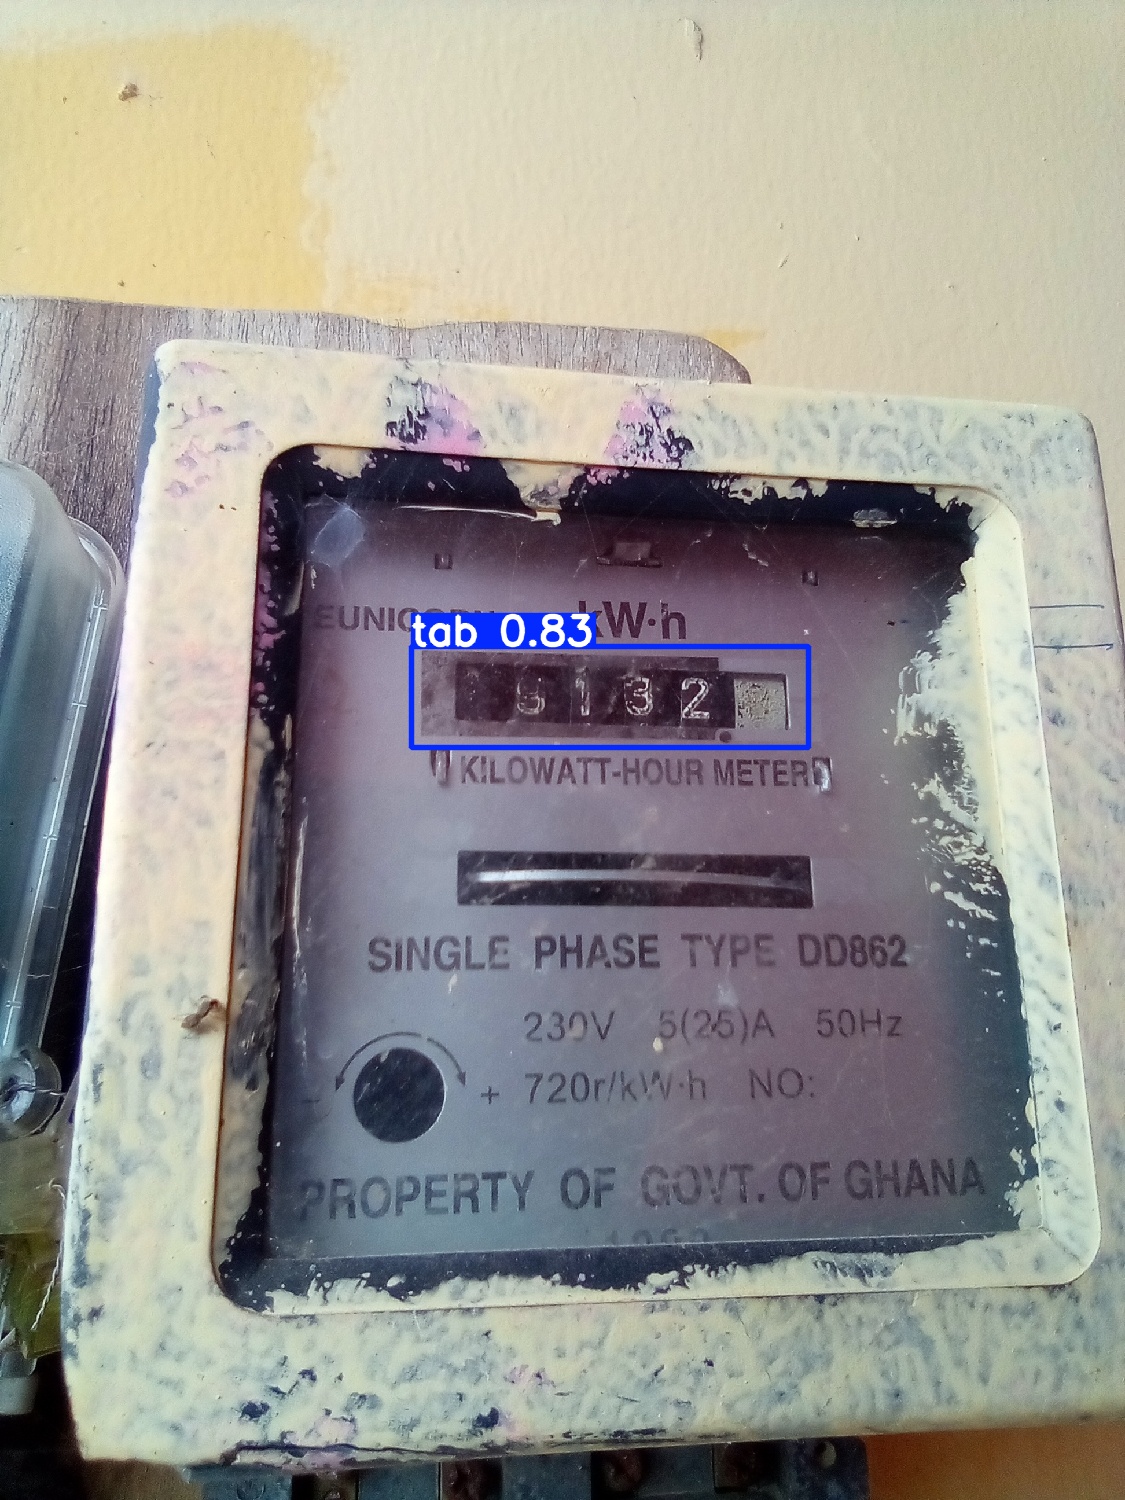 kW·h
tab 0.83
132
KILOWATT-HOUR METER
SINGLE PHASE TYPE DD862
230V 5(25)A 50Hz
- + 720r/kW·h NO:
PROPERTY OF GOVT. OF GHANA